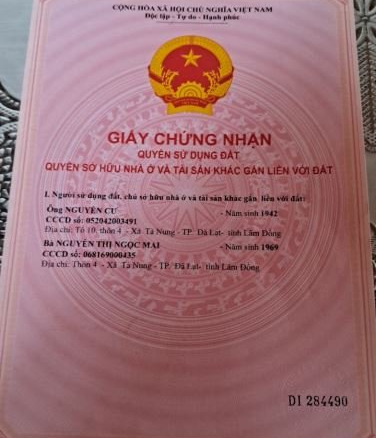 CỘNG HÒA XÃ HỘI CHỦ NGHĨA VIỆT NAM
Độc lập - Tự do - Hạnh phúc
GIẤY CHỨNG NHẬN
QUYỀN SỬ DỤNG ĐẤT
QUYỀN SỞ HỮU NHÀ Ở VÀ TÀI SẢN KHÁC GẮN LIỀN VỚI ĐẤT
I. Người sử dụng đất, chủ sở hữu nhà ở và tài sản khác gắn liền với đất:
Ông NGUYỄN CƯ - Năm sinh 1942
CCCD số: 052042003491
Địa chỉ: Tổ 10, thôn 4 - Xã Tà Nung - TP. Đà Lạt- tỉnh Lâm Đồng
Bà NGUYỄN THỊ NGỌC MAI - Năm sinh 1969
CCCD số: 068169000435
Địa chỉ: Thôn 4 - Xã Tà Nung - TP. Đà Lạt- tỉnh Lâm Đồng
DI 284490